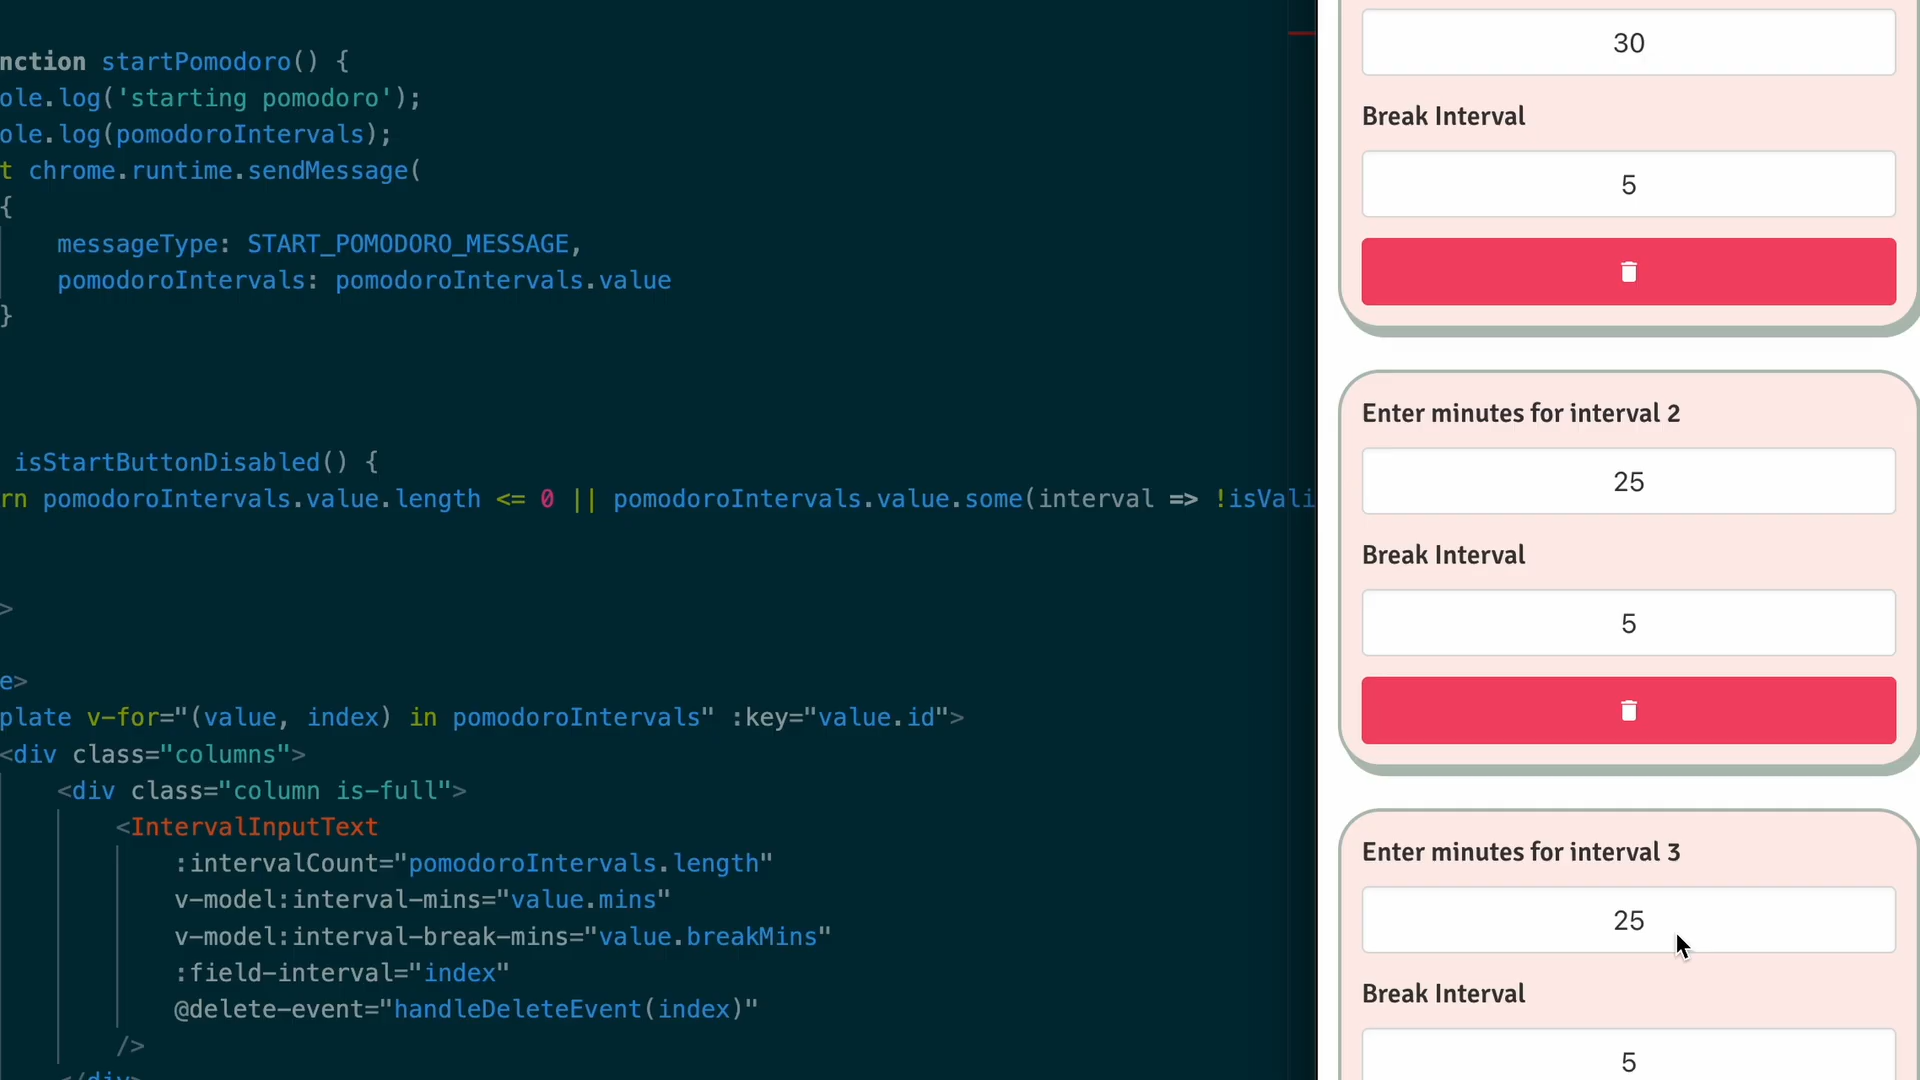 nction startPomodoro() {
ole.log('starting pomodoro');
ole.log(pomodoroIntervals);
t chrome.runtime.sendMessage(
{
messageType: START_POMODORO_MESSAGE,
pomodoroIntervals: pomodoroIntervals.value
}
isStartButtonDisabled() {
rn pomodoroIntervals.value.length <= 0 || pomodoroIntervals.value.some(interval => !isVali
>
e>
plate v-for="(value, index) in pomodoroIntervals" :key="value.id">
<div class="columns">
<div class="column is-full">
<IntervalInputText
:intervalCount="pomodoroIntervals.length"
v-model:interval-mins="value.mins"
v-model:interval-break-mins="value.breakMins"
:field-interval="index"
@delete-event="handleDeleteEvent(index)"
/>
</div>
30
Break Interval
5
Enter minutes for interval 2
25
Break Interval
5
Enter minutes for interval 3
25
Break Interval
5